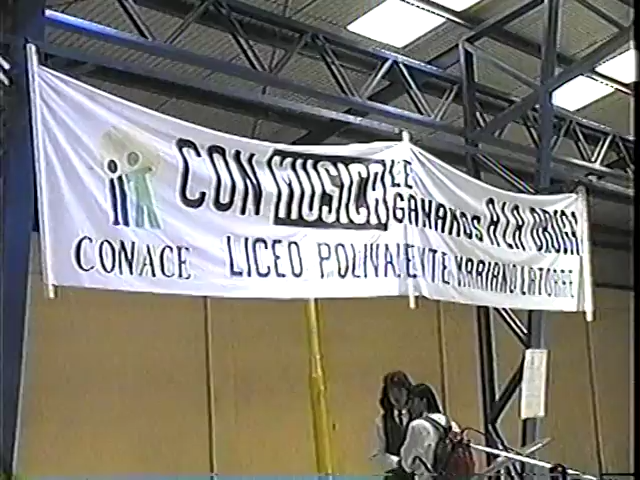 CON MUSICA LE GANAMOS A LA DROGA
CONACE
LICEO POLIVALENTE MARIANO LATORRE